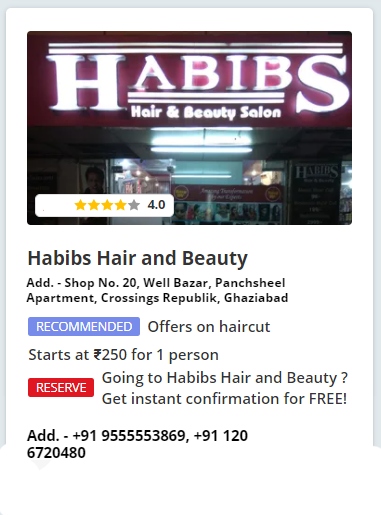 HABIBS
Hair & Beauty Salon
4.0
Habibs Hair and Beauty
Add. - Shop No. 20, Well Bazar, Panchsheel
Apartment, Crossings Republik, Ghaziabad
RECOMMENDED Offers on haircut
Starts at ₹250 for 1 person
RESERVE Going to Habibs Hair and Beauty ?
Get instant confirmation for FREE!
Add. - +91 9555553869, +91 120
6720480